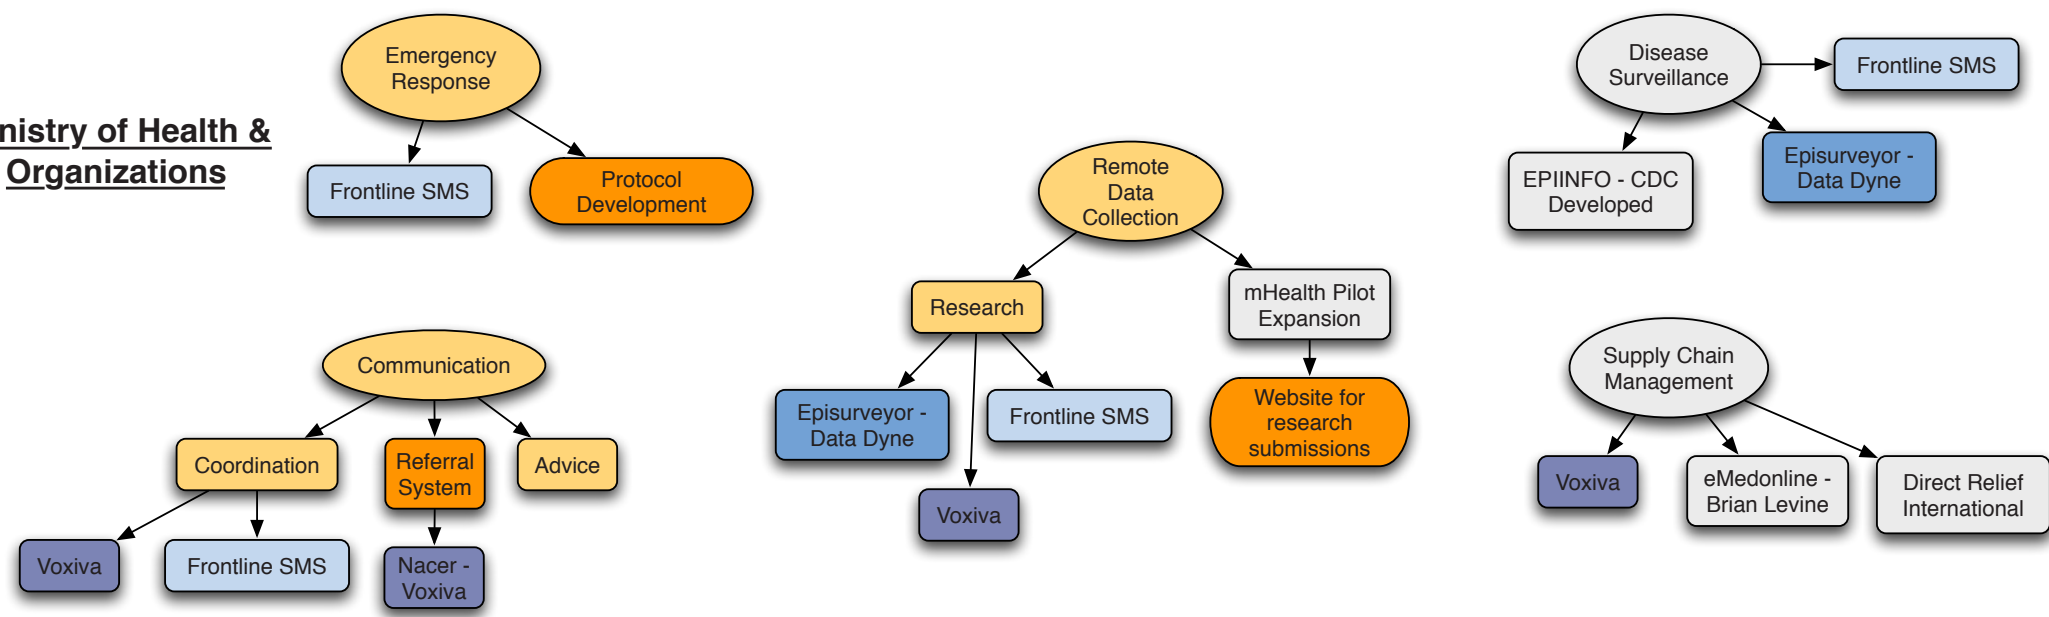 Emergency
Response
Frontline SMS
Protocol
Development
nistry of Health &
Organizations
Communication
Coordination
Referral
System
Advice
Voxiva
Frontline SMS
Nacer -
Voxiva
Remote
Data
Collection
Research
mHealth Pilot
Expansion
Episurveyor -
Data Dyne
Frontline SMS
Website for
research
submissions
Voxiva
Disease
Surveillance
Frontline SMS
EPIINFO - CDC
Developed
Episurveyor -
Data Dyne
Supply Chain
Management
Voxiva
eMedonline -
Brian Levine
Direct Relief
International